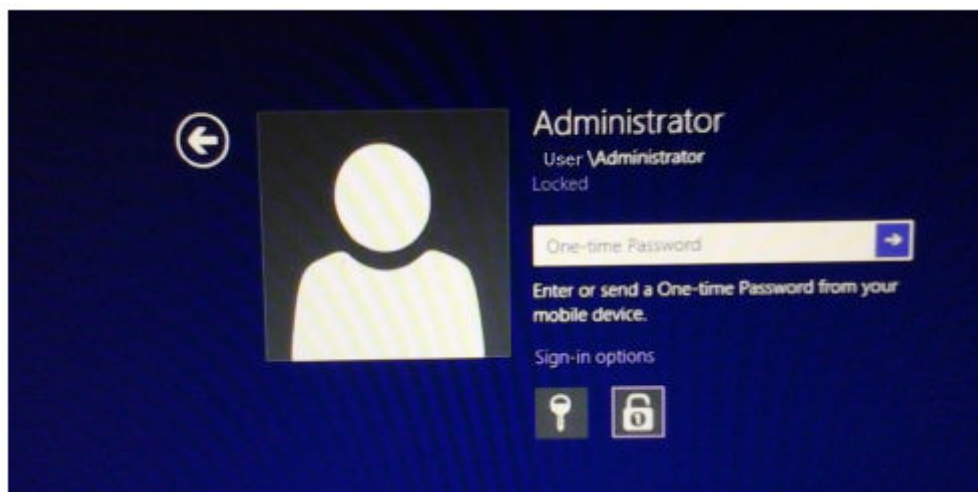 Administrator
User \Administrator
Locked
One-time Password
Enter or send a One-time Password from your
mobile device.
Sign-in options
1